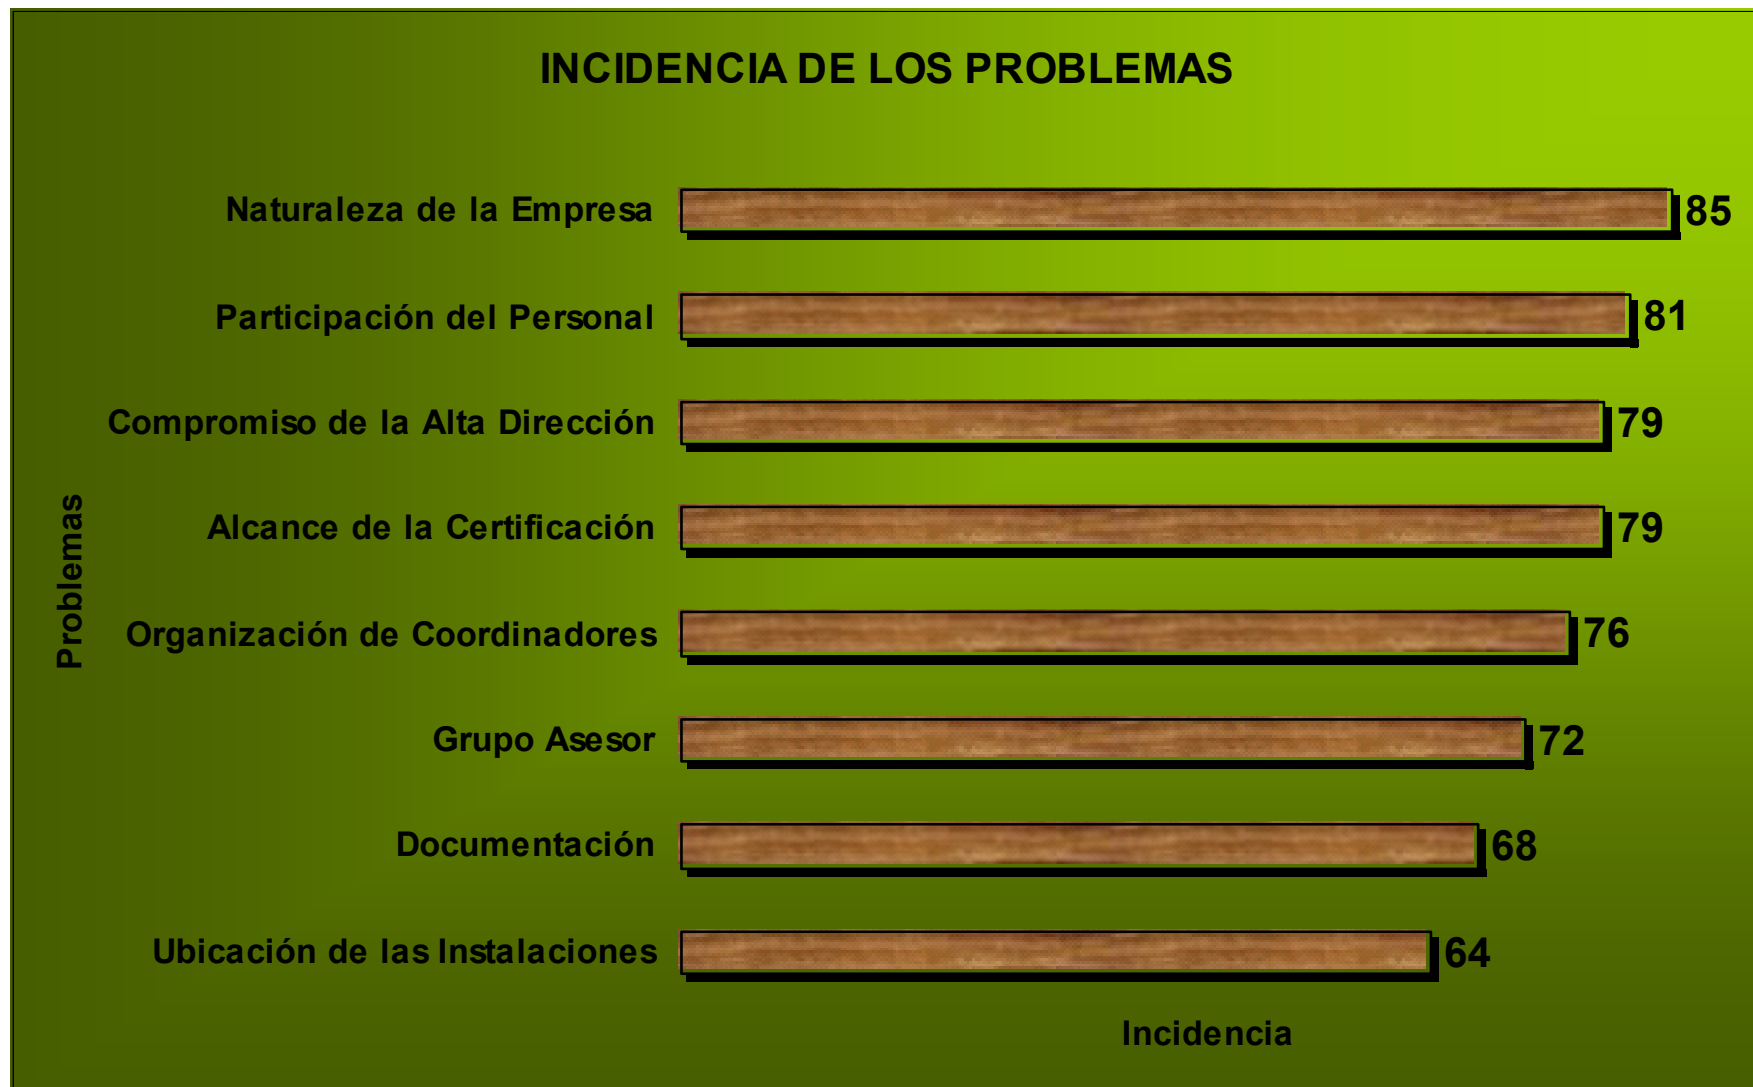 INCIDENCIA DE LOS PROBLEMAS
Naturaleza de la Empresa 85
Participación del Personal 81
Compromiso de la Alta Dirección 79
Alcance de la Certificación 79
Organización de Coordinadores 76
Grupo Asesor 72
Documentación 68
Ubicación de las Instalaciones 64
Problemas
Incidencia